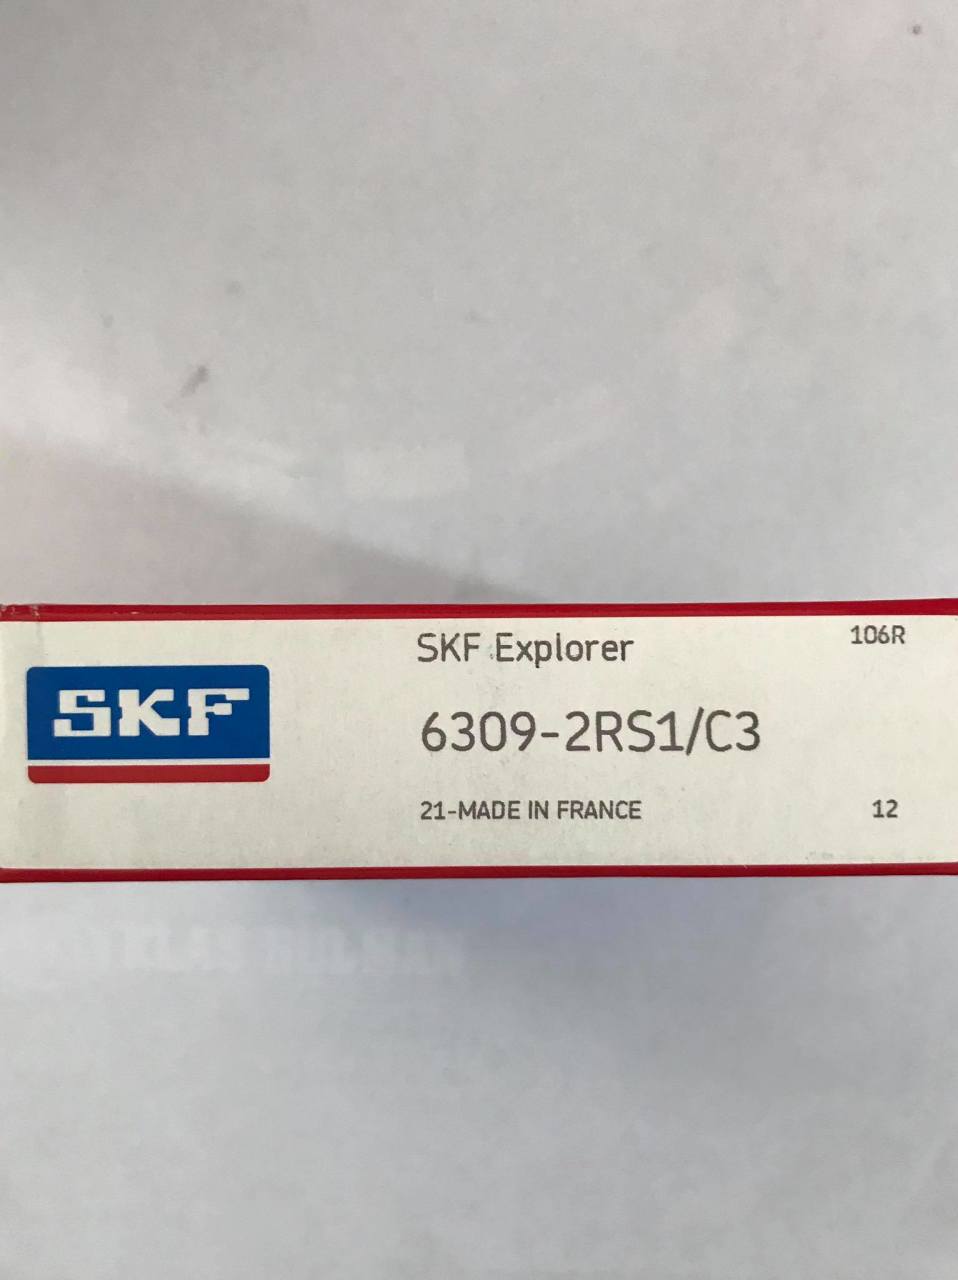 SKF
SKF Explorer
106R
6309-2RS1/C3
21-MADE IN FRANCE
12